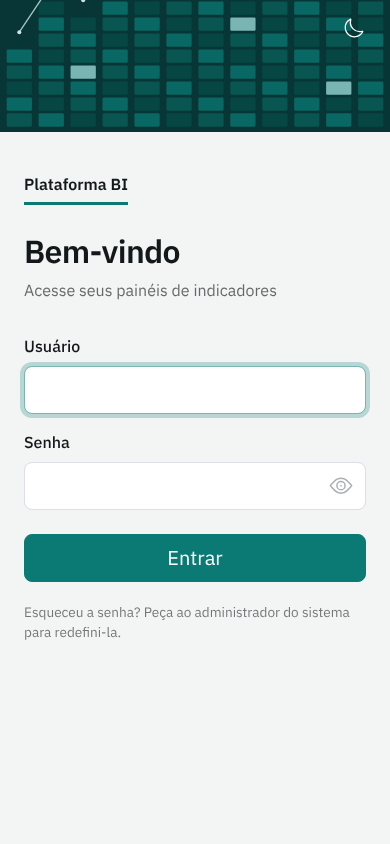 Plataforma BI
Bem-vindo
Acesse seus painéis de indicadores
Usuário
Senha
Entrar
Esqueceu a senha? Peça ao administrador do sistema
para redefini-la.